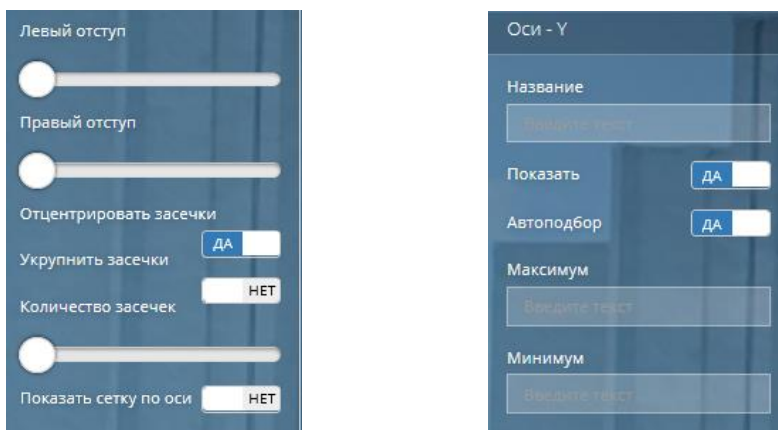 Левый отступ
Правый отступ
Отцентрировать засечки
ДА
Укрупнить засечки
НЕТ
Количество засечек
Показать сетку по оси НЕТ
Оси - Y
Название
Введите текст
Показать ДА
Автоподбор ДА
Максимум
Введите текст
Минимум
Введите текст